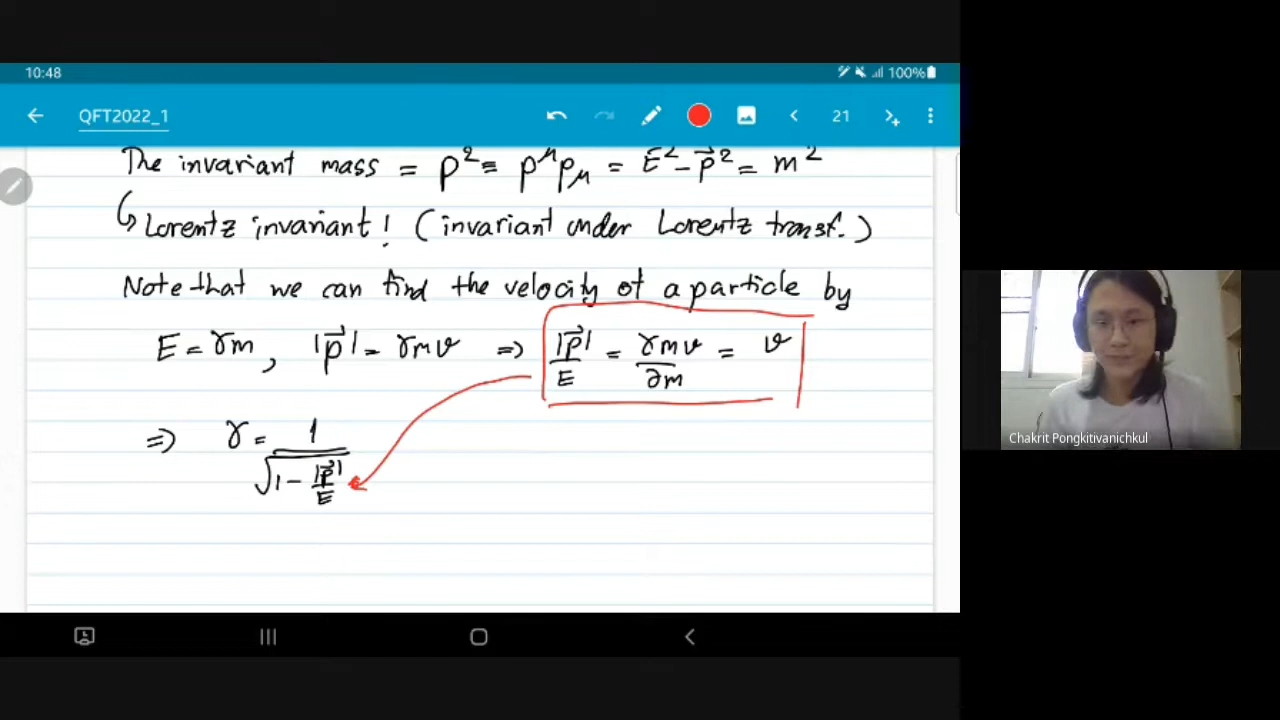 10:48
100%
QFT2022_1
21
The invariant mass = p² ≡ p^μ p_μ = E² - p⃗² = m²
↳ Lorentz invariant! (invariant under Lorentz transf.)
Note that we can find the velocity of a particle by
E = γm, |p⃗| = γmv ⇒ |p⃗|/E = γmv/γm = v
⇒ γ = 1/√(1 - |p⃗|/E)
Chakrit Pongkitivanichkul